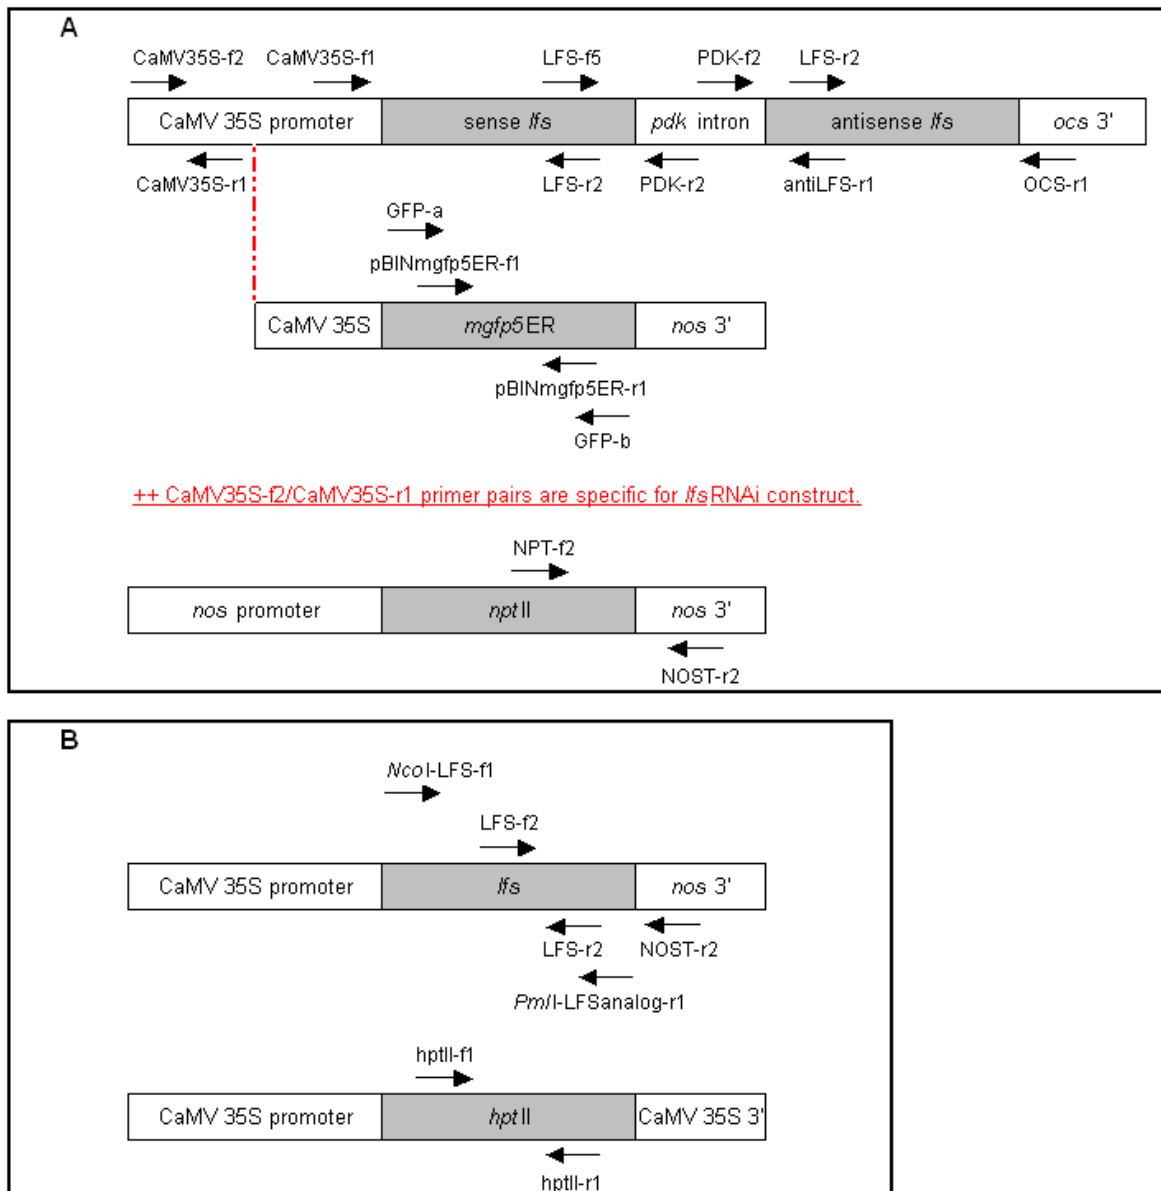 A
CaMV35S-f2 CaMV35S-f1 LFS-f5 PDK-f2 LFS-r2
CaMV 35S promoter sense lfs pdk intron antisense lfs ocs 3'
CaMV35S-r1 LFS-r2 PDK-r2 antiLFS-r1 OCS-r1
GFP-a
pBINmgfp5ER-f1
CaMV 35S mgfp5ER nos 3'
pBINmgfp5ER-r1
GFP-b
++ CaMV35S-f2/CaMV35S-r1 primer pairs are specific for lfs RNAi construct.
NPT-f2
nos promoter nptII nos 3'
NOST-r2
B
NcoI-LFS-f1
LFS-f2
CaMV 35S promoter lfs nos 3'
LFS-r2 NOST-r2
PmlI-LFSanalog-r1
hptII-f1
CaMV 35S promoter hptII CaMV 35S 3'
hptII-r1